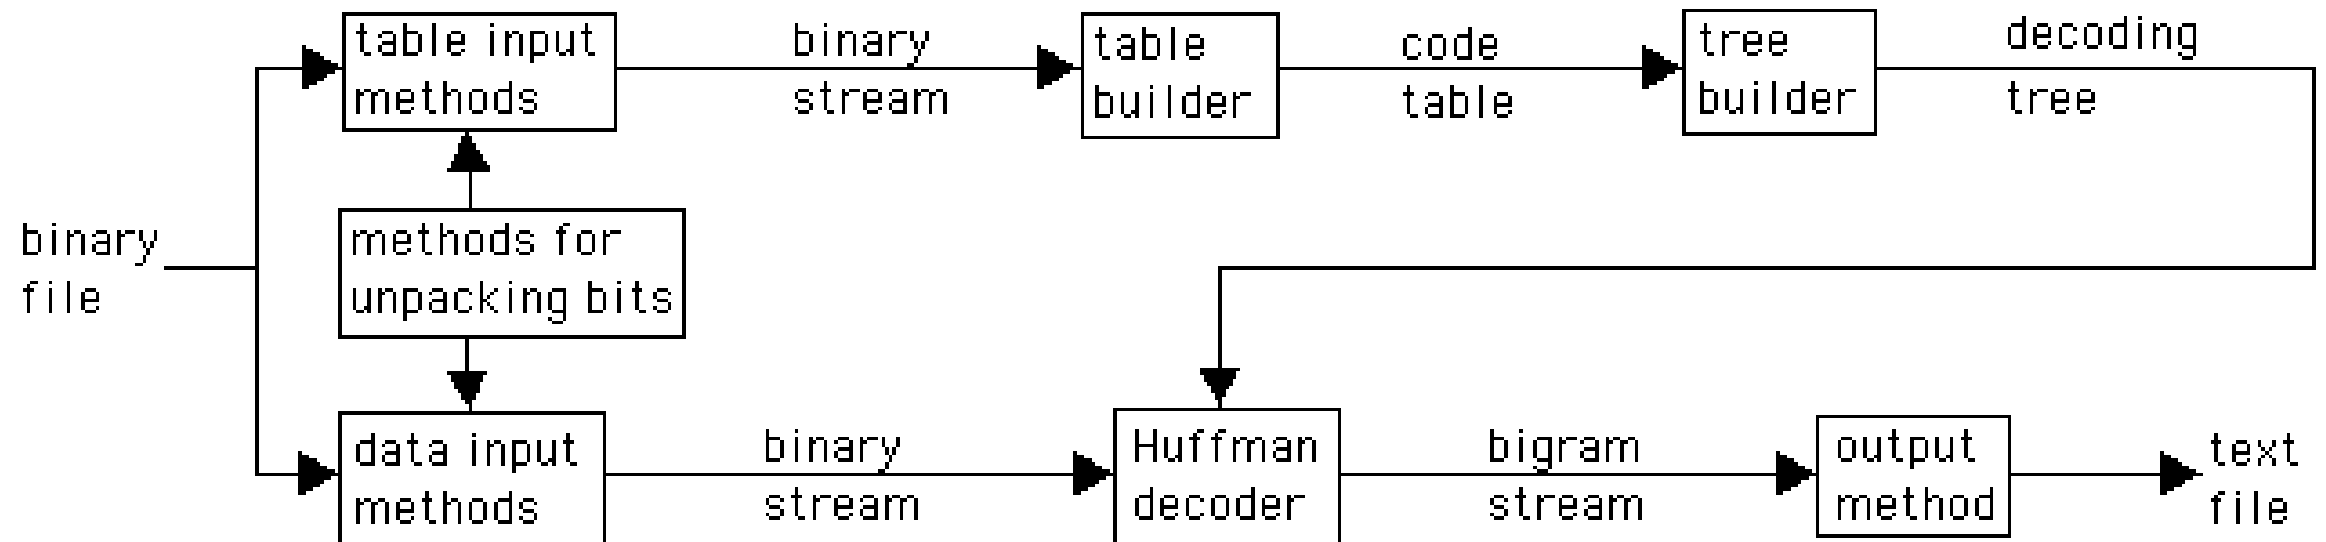 table input
methods
binary
stream
table
builder
code
table
tree
builder
decoding
tree
binary
file
methods for
unpacking bits
data input
methods
binary
stream
Huffman
decoder
bigram
stream
output
method
text
file